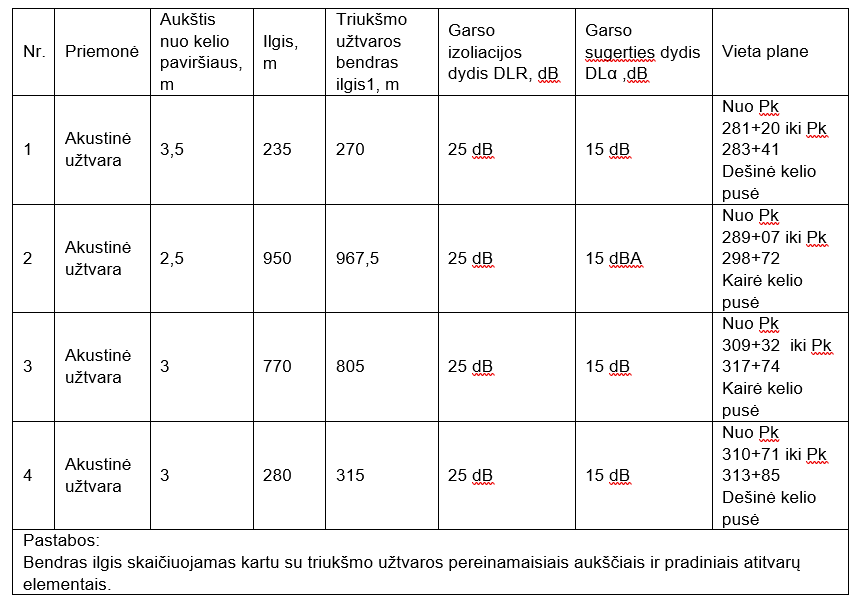 Nr.
Priemonė
Aukštis
nuo kelio
paviršiaus,
m
Ilgis,
m
Triukšmo
užtvaros
bendras
ilgis1, m
Garso
izoliacijos
dydis DLR, dB
Garso
sugerties dydis
DLα ,dB
Vieta plane
1
Akustinė
užtvara
3,5
235
270
25 dB
15 dB
Nuo Pk
281+20 iki Pk
283+41
Dešinė kelio
pusė
2
Akustinė
užtvara
2,5
950
967,5
25 dB
15 dBA
Nuo Pk
289+07 iki Pk
298+72
Kairė kelio
pusė
3
Akustinė
užtvara
3
770
805
25 dB
15 dB
Nuo Pk
309+32  iki Pk
317+74
Kairė kelio
pusė
4
Akustinė
užtvara
3
280
315
25 dB
15 dB
Nuo Pk
310+71 iki Pk
313+85
Dešinė kelio
pusė
Pastabos:
Bendras ilgis skaičiuojamas kartu su triukšmo užtvaros pereinamaisiais aukščiais ir pradiniais atitvarų
elementais.